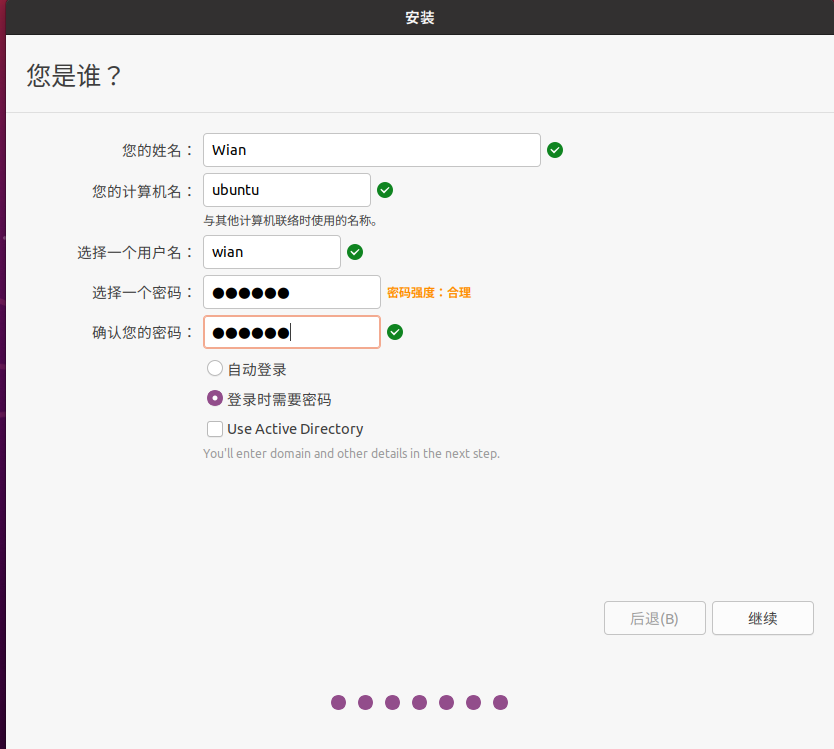 安装
您是谁？
您的姓名： Wian
您的计算机名： ubuntu
与其他计算机联络时使用的名称。
选择一个用户名： wian
选择一个密码： ●●●●●● 密码强度：合理
确认您的密码： ●●●●●●
自动登录
登录时需要密码
Use Active Directory
You'll enter domain and other details in the next step.
后退(B) 继续